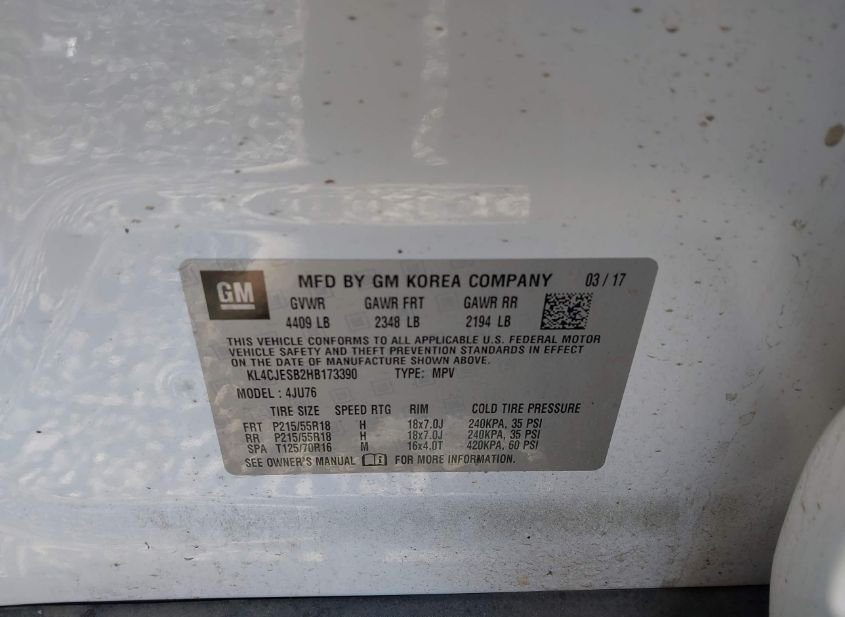 GM MFD BY GM KOREA COMPANY 03/17
GVWR GAWR FRT GAWR RR
4409 LB 2348 LB 2194 LB
THIS VEHICLE CONFORMS TO ALL APPLICABLE U.S. FEDERAL MOTOR
VEHICLE SAFETY AND THEFT PREVENTION STANDARDS IN EFFECT
ON THE DATE OF MANUFACTURE SHOWN ABOVE.
KL4CJESB2HB173390 TYPE: MPV
MODEL: 4JU76
TIRE SIZE SPEED RTG RIM COLD TIRE PRESSURE
FRT P215/55R18 H 18x7.0J 240KPA, 35 PSI
RR P215/55R18 H 18x7.0J 240KPA, 35 PSI
SPA T125/70R16 M 16x4.0T 420KPA, 60 PSI
SEE OWNER'S MANUAL FOR MORE INFORMATION.